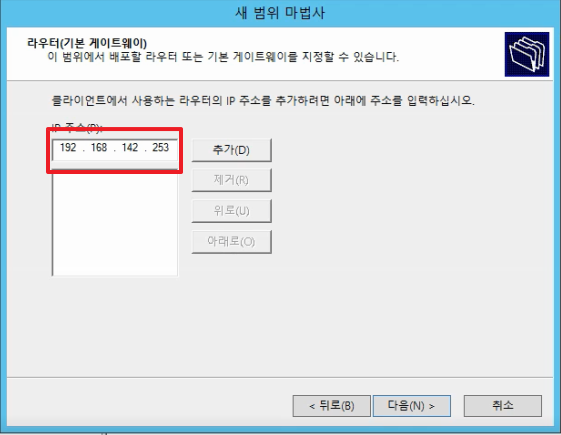 새 범위 마법사
라우터(기본 게이트웨이)
이 범위에서 배포할 라우터 또는 기본 게이트웨이를 지정할 수 있습니다.
클라이언트에서 사용하는 라우터의 IP 주소를 추가하려면 아래에 주소를 입력하십시오.
IP 주소(P):
192 . 168 . 142 . 253
추가(D)
제거(R)
위로(U)
아래로(O)
< 뒤로(B)
다음(N) >
취소